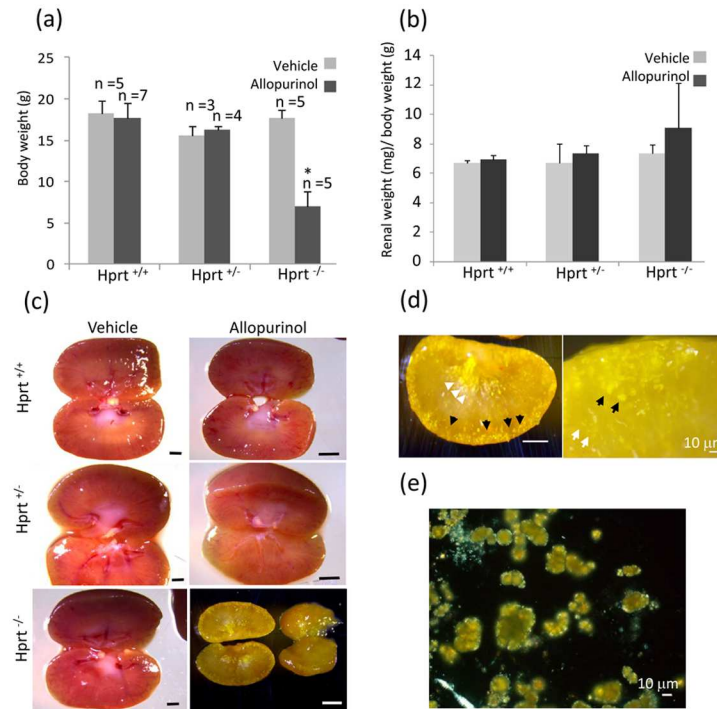 (a)
Body weight (g)
25
20
15
10
5
0
Vehicle
Allopurinol
n =5
n =7
n =3
n =4
n =5
*
n =5
Hprt +/+
Hprt +/-
Hprt -/-
(b)
Renal weight (mg)/ body weight (g)
14
12
10
8
6
4
2
0
Vehicle
Allopurinol
Hprt +/+
Hprt +/-
Hprt -/-
(c)
Vehicle
Allopurinol
Hprt +/+
Hprt +/-
Hprt -/-
(d)
10 μm
(e)
10 μm